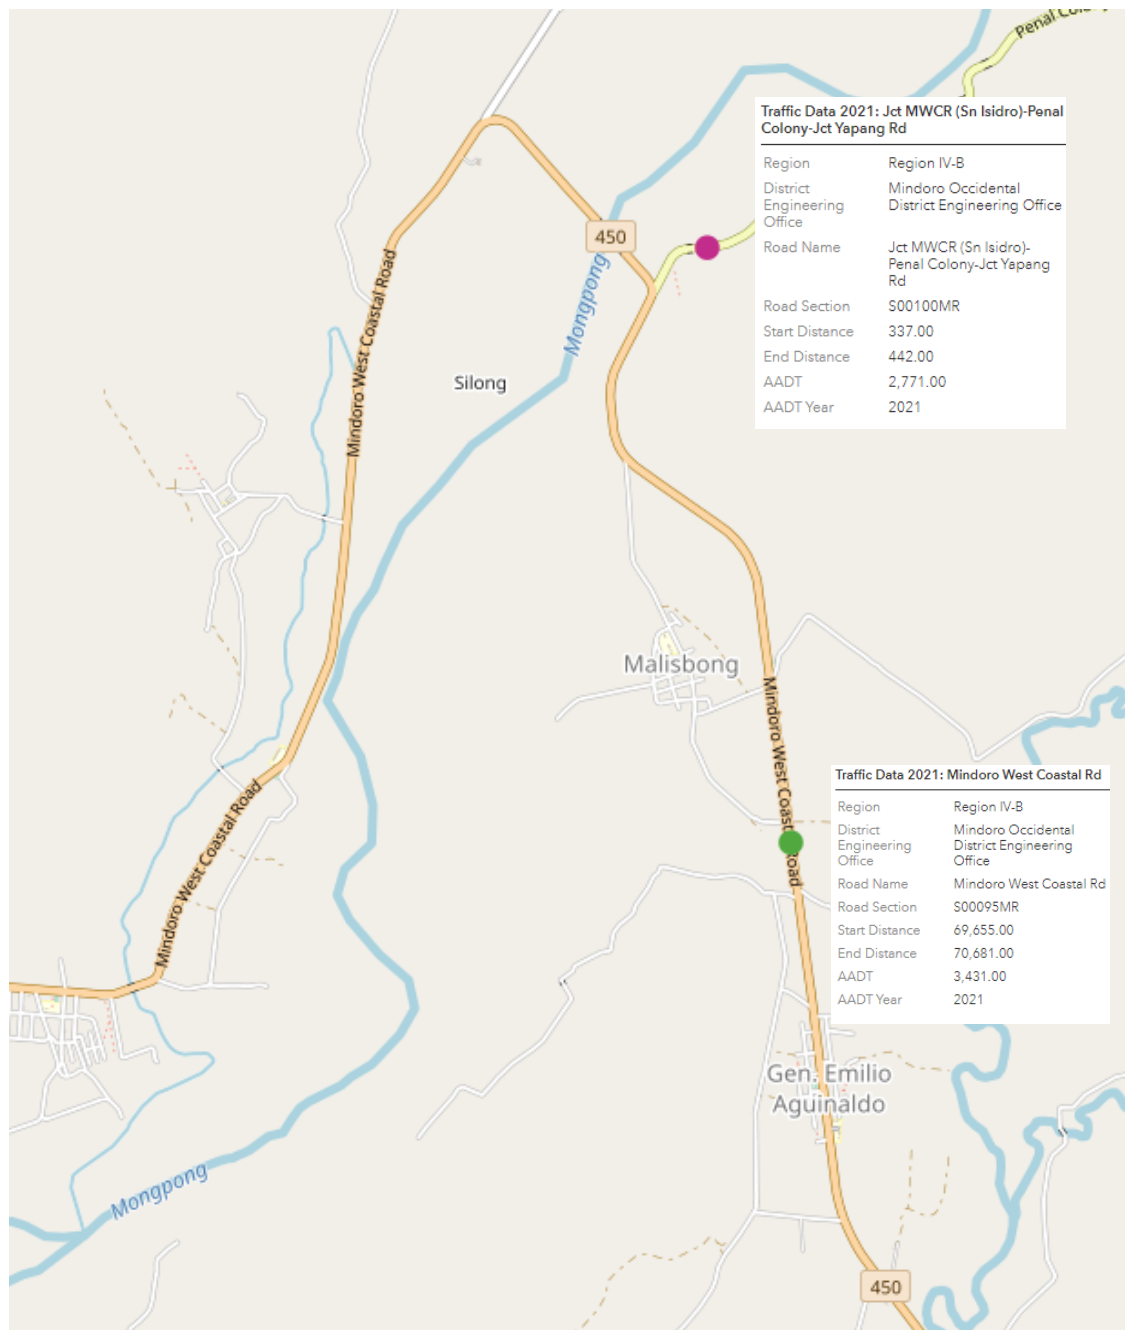 Penal Colony
Traffic Data 2021: Jct MWCR (Sn Isidro)-Penal
Colony-Jct Yapang Rd
Region Region IV-B
District Mindoro Occidental
Engineering District Engineering Office
Office
Road Name Jct MWCR (Sn Isidro)-
Penal Colony-Jct Yapang
Rd
Road Section S00100MR
Start Distance 337.00
End Distance 442.00
AADT 2,771.00
AADT Year 2021
450
Mongpong
Mindoro West Coastal Road
Silong
Malisbong
Mindoro West Coastal Road
Mindoro West Coastal Road
Traffic Data 2021: Mindoro West Coastal Rd
Region Region IV-B
District Mindoro Occidental
Engineering District Engineering
Office Office
Road Name Mindoro West Coastal Rd
Road Section S00095MR
Start Distance 69,655.00
End Distance 70,681.00
AADT 3,431.00
AADT Year 2021
Gen. Emilio
Aguinaldo
Mongpong
450